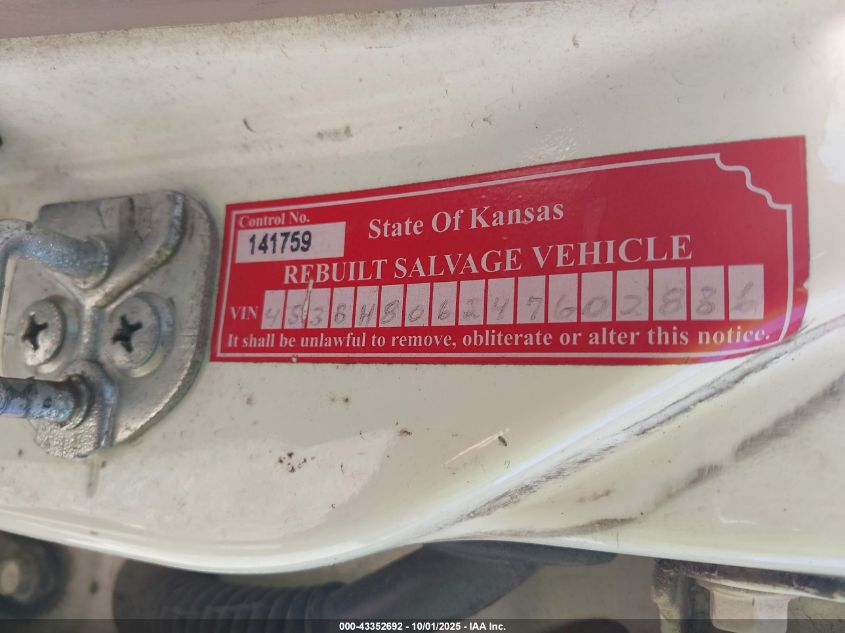 Control No.
141759
State Of Kansas
REBUILT SALVAGE VEHICLE
VIN 4S3BH806247602886
It shall be unlawful to remove, obliterate or alter this notice.
000-43352692 - 10/01/2025 - IAA Inc.